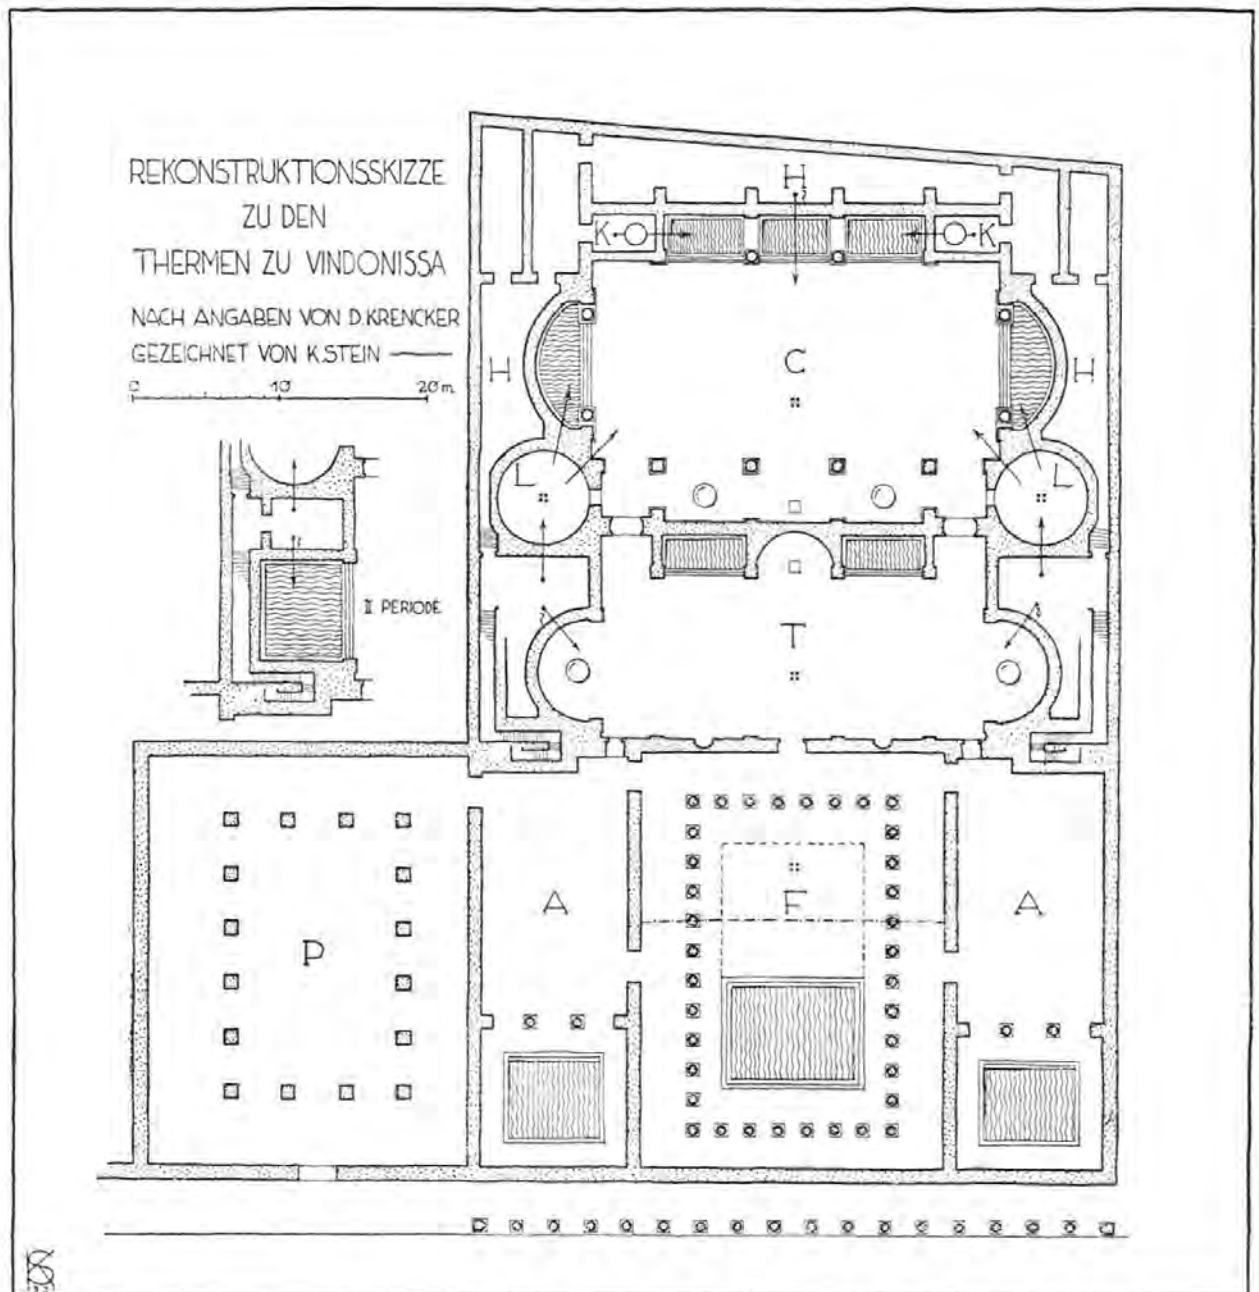 REKONSTRUKTIONSSKIZZE
ZU DEN
THERMEN ZU VINDONISSA
NACH ANGABEN VON D. KRENCKER
GEZEICHNET VON K. STEIN
0 10 20 m
H
K K
H C H
L L
II PERIODE
T
A F A
P